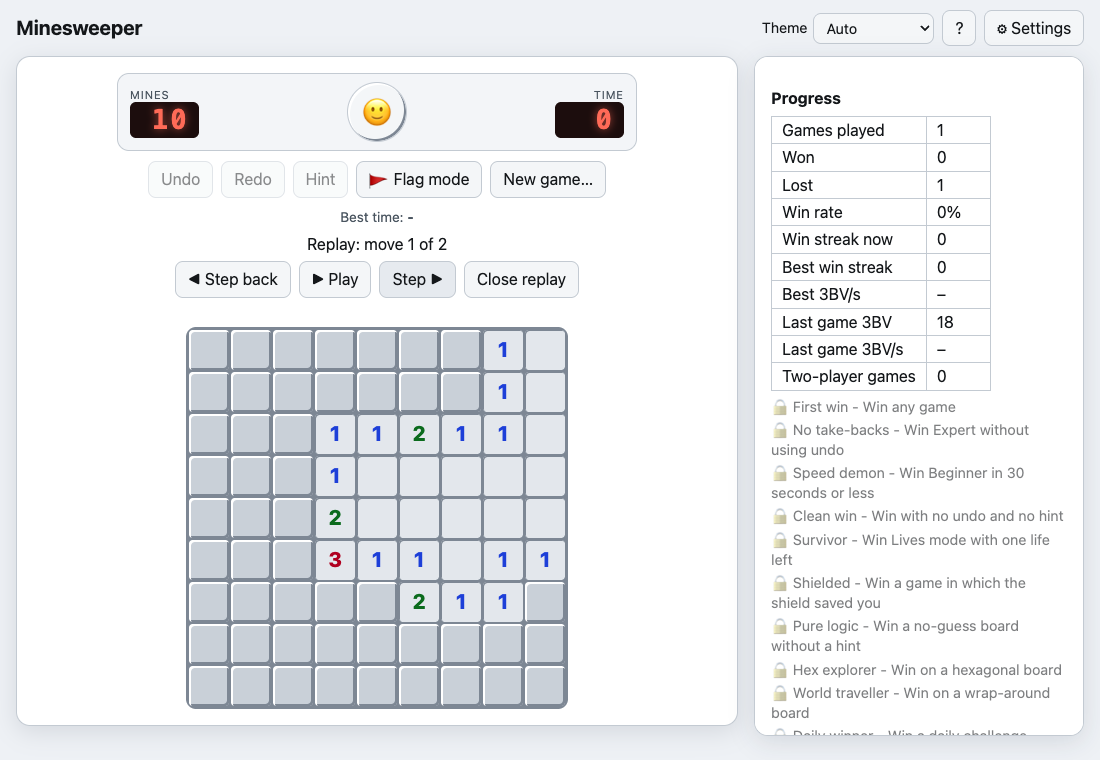 Minesweeper
Theme Auto ? ⚙ Settings
MINES
10
TIME
0
Undo Redo Hint Flag mode New game...
Best time: -
Replay: move 1 of 2
◀ Step back ▶ Play Step ▶ Close replay
1
1
1 1 2 1 1
1
2
3 1 1 1 1
2 1 1
Progress
Games played 1
Won 0
Lost 1
Win rate 0%
Win streak now 0
Best win streak 0
Best 3BV/s –
Last game 3BV 18
Last game 3BV/s –
Two-player games 0
First win - Win any game
No take-backs - Win Expert without
using undo
Speed demon - Win Beginner in 30
seconds or less
Clean win - Win with no undo and no hint
Survivor - Win Lives mode with one life
left
Shielded - Win a game in which the
shield saved you
Pure logic - Win a no-guess board
without a hint
Hex explorer - Win on a hexagonal board
World traveller - Win on a wrap-around
board
Daily winner - Win a daily challenge